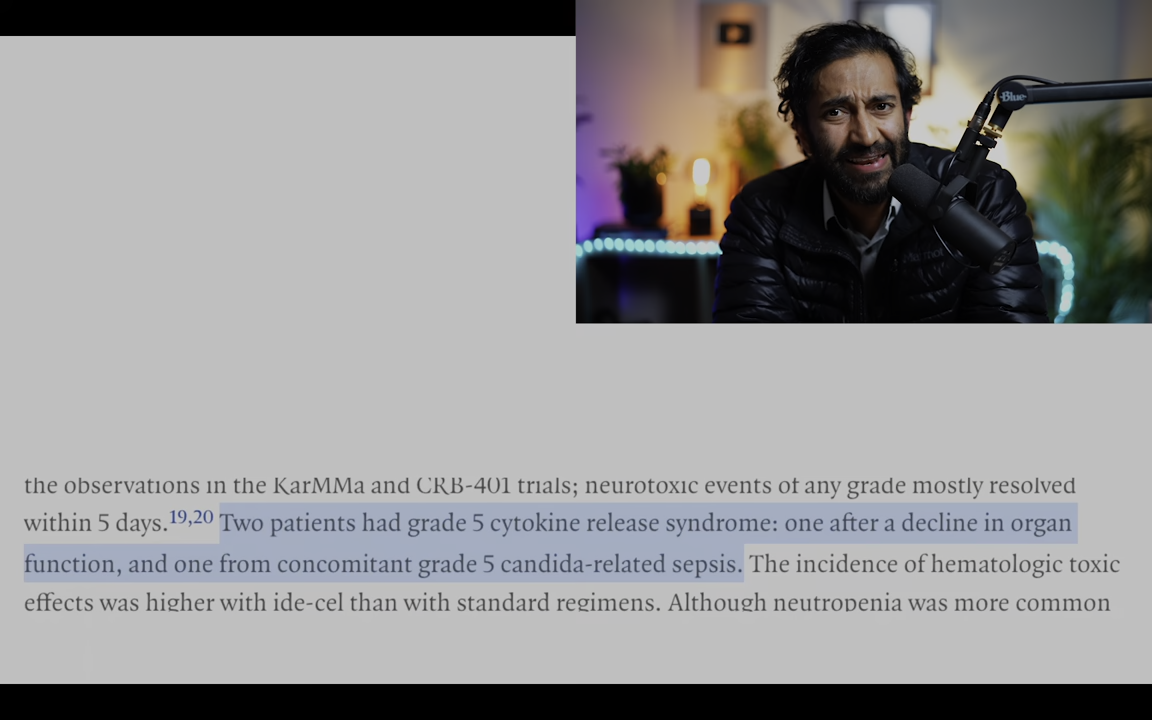 Blue
the observations in the KarMMa and CRB-401 trials; neurotoxic events of any grade mostly resolved
within 5 days.19,20 Two patients had grade 5 cytokine release syndrome: one after a decline in organ
function, and one from concomitant grade 5 candida-related sepsis. The incidence of hematologic toxic
effects was higher with ide-cel than with standard regimens. Although neutropenia was more common